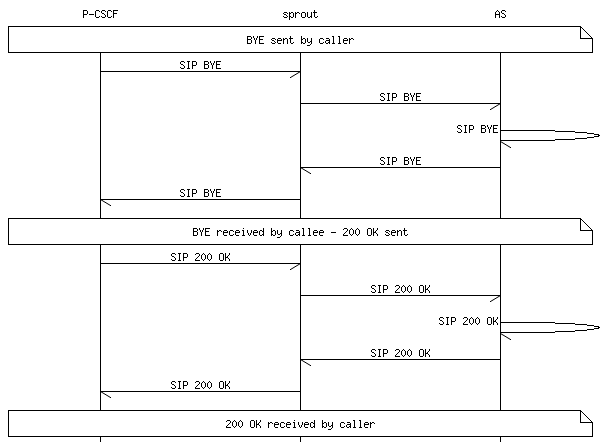 P-CSCF sprout AS
BYE sent by caller
SIP BYE
SIP BYE
SIP BYE
SIP BYE
SIP BYE
BYE received by callee - 200 OK sent
SIP 200 OK
SIP 200 OK
SIP 200 OK
SIP 200 OK
SIP 200 OK
200 OK received by caller